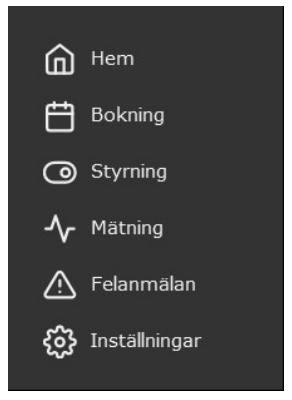 Hem
Bokning
Styrning
Mätning
Felanmälan
Inställningar